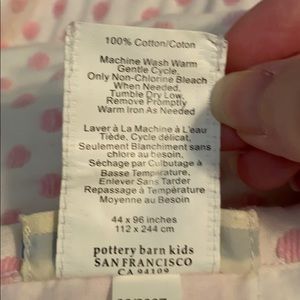 100% Cotton/Coton
Machine Wash Warm
Gentle Cycle,
Only Non-Chlorine Bleach
When Needed,
Tumble Dry Low,
Remove Promptly
Warm Iron As Needed
Laver à La Machine à L'eau
Tiède, Cycle délicat,
Seulement Blanchiment sans
chlore au besoin,
Séchage par Culbutage à
Basse Température,
Enlever Sans Tarder
Repassage à Température
Moyenne au Besoin
44 x 96 inches
112 x 244 cm
pottery barn kids
SAN FRANCISCO
CA 94109